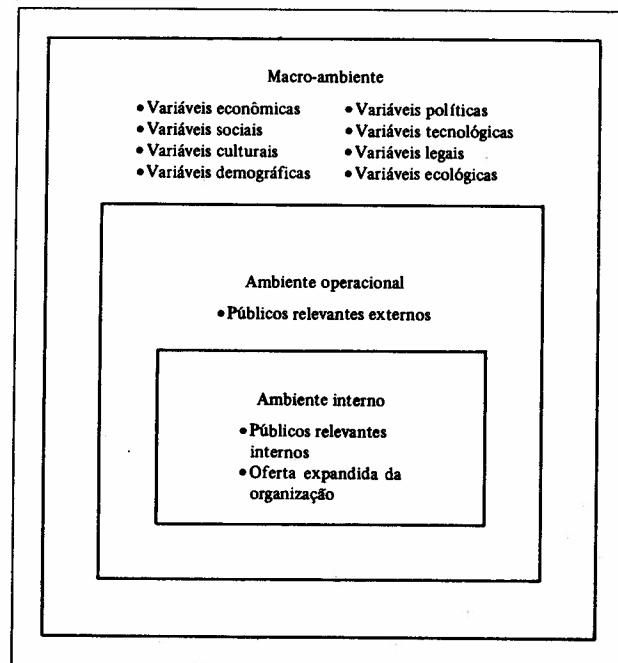 Macro-ambiente
• Variáveis econômicas
• Variáveis sociais
• Variáveis culturais
• Variáveis demográficas
• Variáveis políticas
• Variáveis tecnológicas
• Variáveis legais
• Variáveis ecológicas
Ambiente operacional
• Públicos relevantes externos
Ambiente interno
• Públicos relevantes
internos
• Oferta expandida da
organização